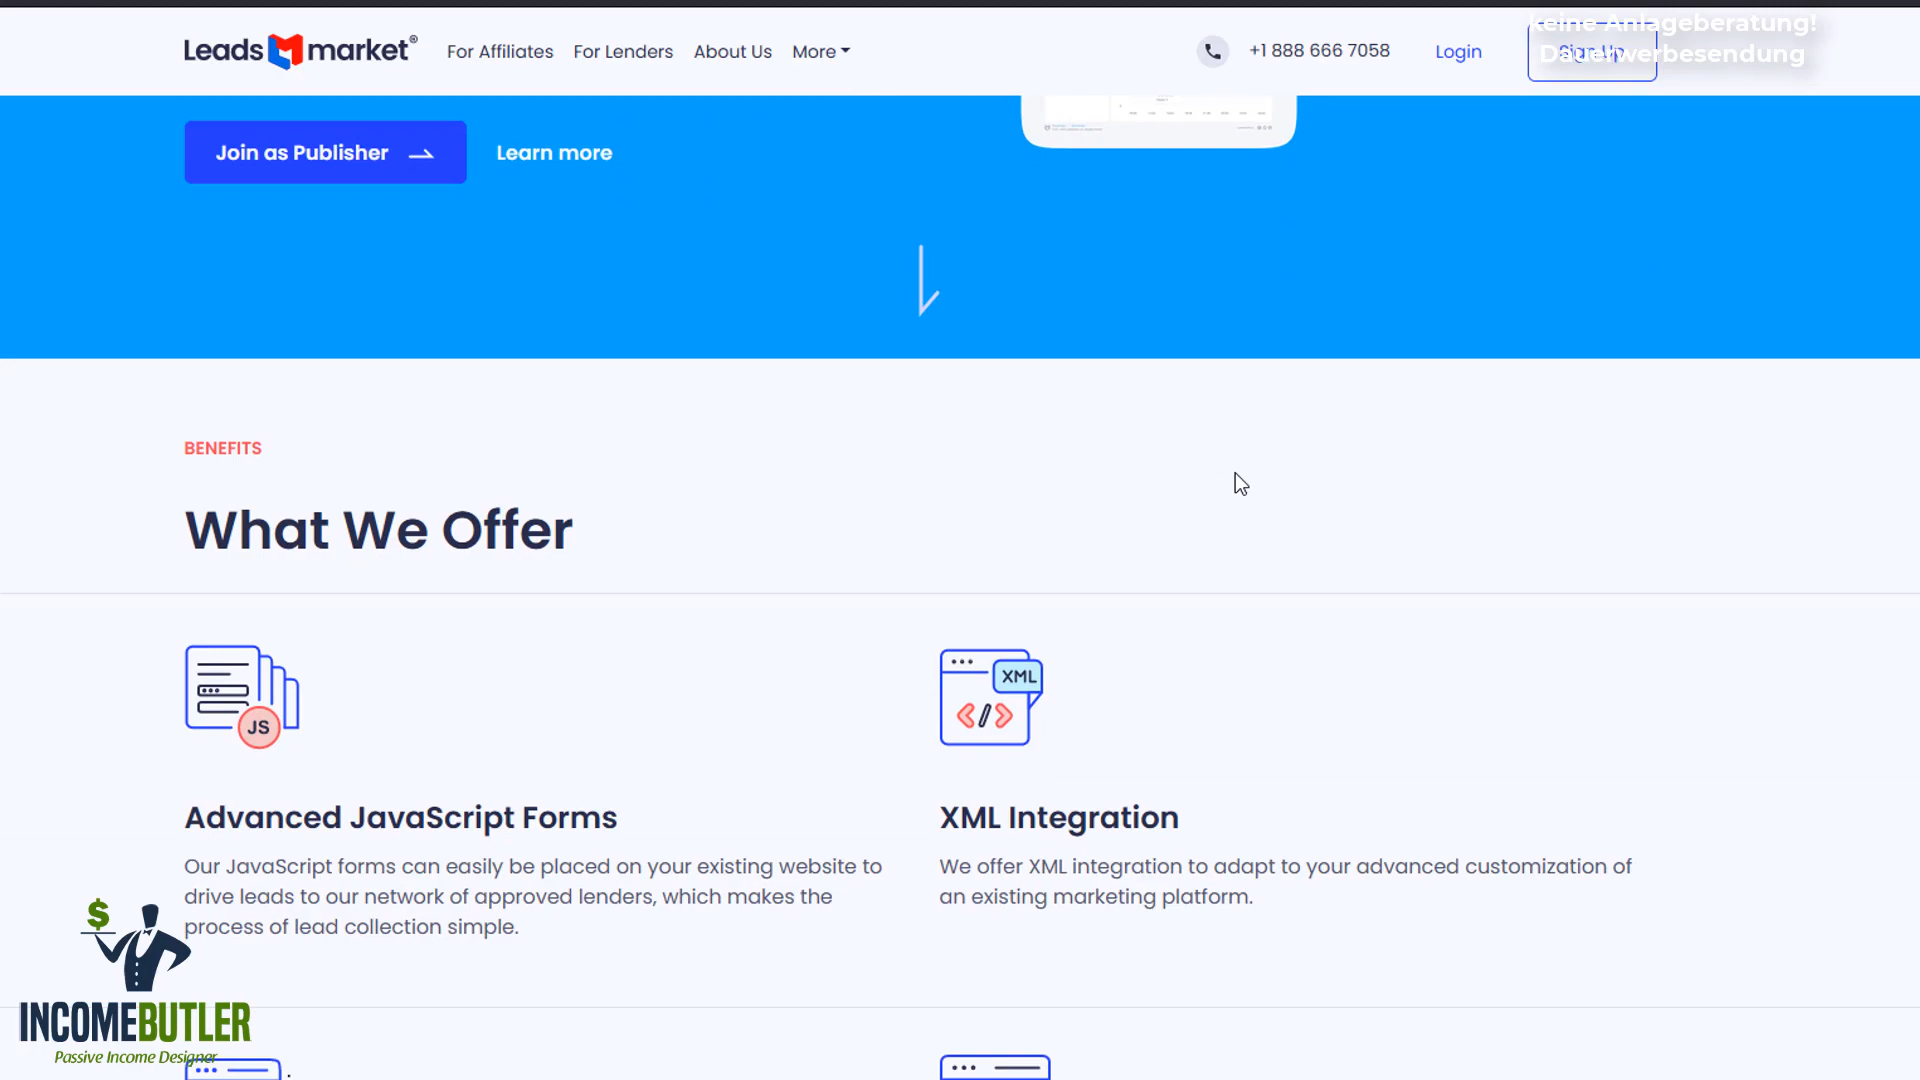 keine Anlageberatung!
Dauerwerbesendung
Leads market®
For Affiliates
For Lenders
About Us
More
+1 888 666 7058
Login
Join as Publisher
Learn more
BENEFITS
What We Offer
JS
XML
</>
Advanced JavaScript Forms
Our JavaScript forms can easily be placed on your existing website to
drive leads to our network of approved lenders, which makes the
process of lead collection simple.
XML Integration
We offer XML integration to adapt to your advanced customization of
an existing marketing platform.
$
INCOMEBUTLER
Passive Income Designer